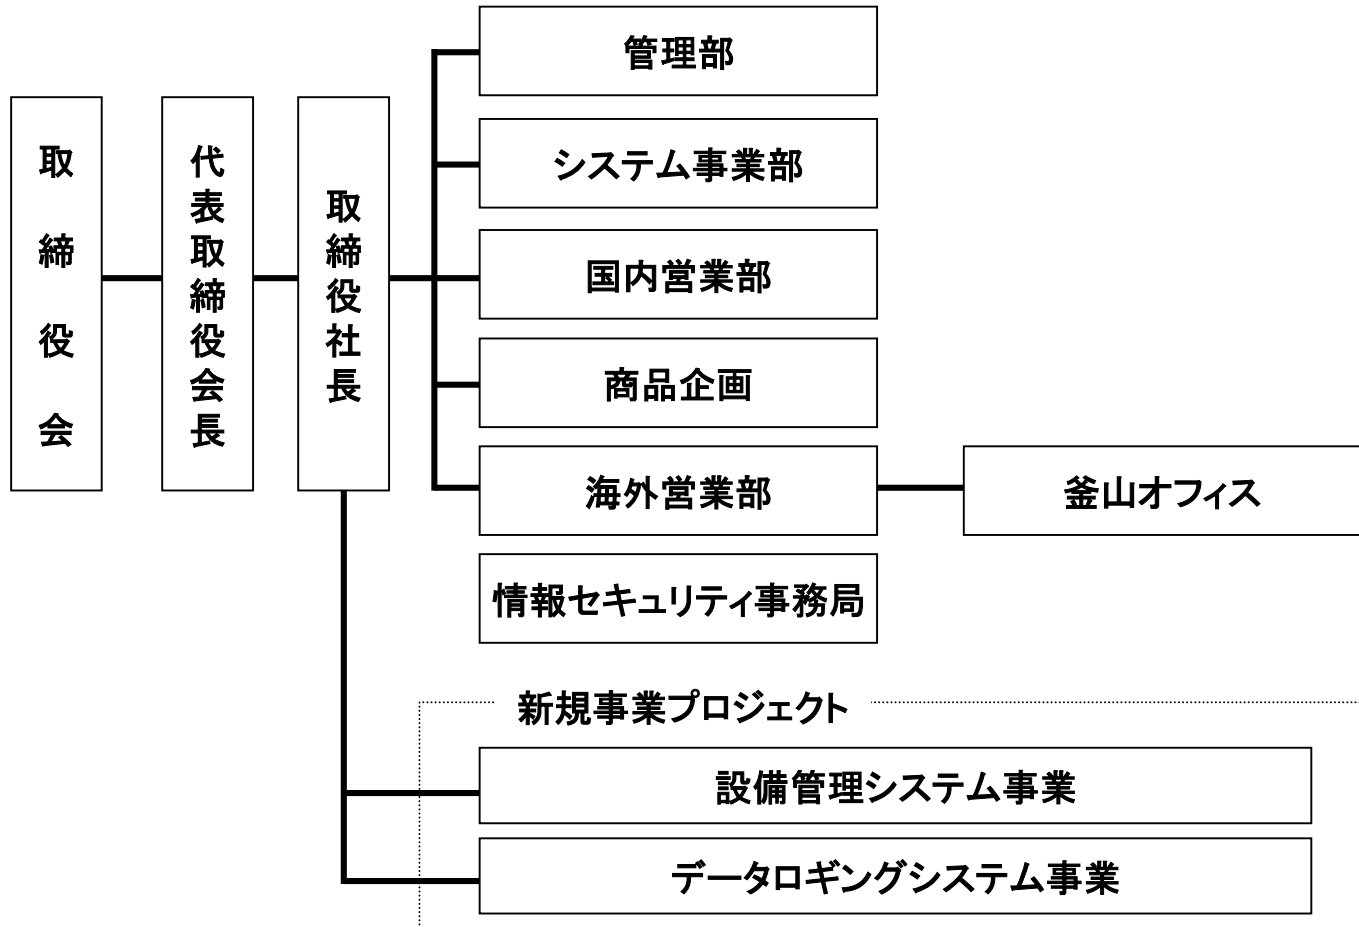 取締役会
代表取締役会長
取締役社長
管理部
システム事業部
国内営業部
商品企画
海外営業部
釜山オフィス
情報セキュリティ事務局
新規事業プロジェクト
設備管理システム事業
データロギングシステム事業